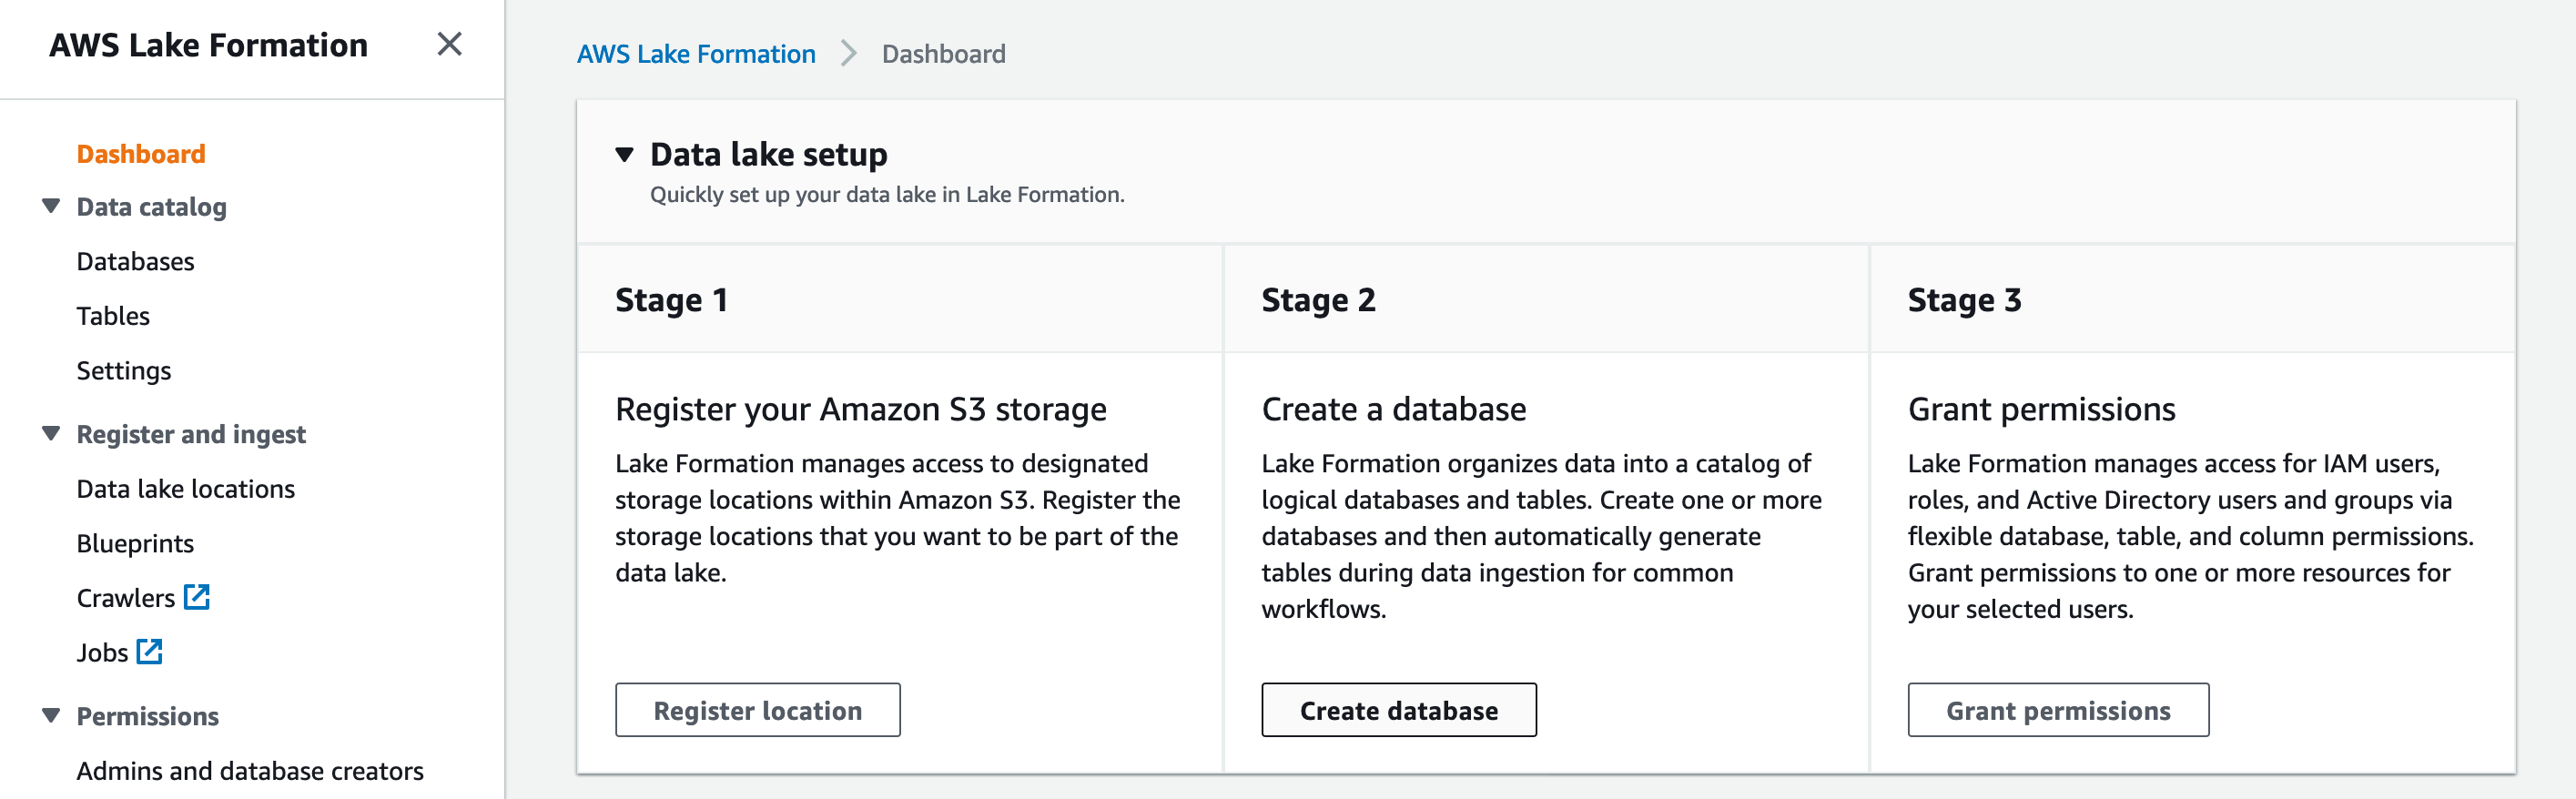 AWS Lake Formation
Dashboard
Data catalog
Databases
Tables
Settings
Register and ingest
Data lake locations
Blueprints
Crawlers
Jobs
Permissions
Admins and database creators
AWS Lake Formation
Dashboard
Data lake setup
Quickly set up your data lake in Lake Formation.
Stage 1
Register your Amazon S3 storage
Lake Formation manages access to designated
storage locations within Amazon S3. Register the
storage locations that you want to be part of the
data lake.
Register location
Stage 2
Create a database
Lake Formation organizes data into a catalog of
logical databases and tables. Create one or more
databases and then automatically generate
tables during data ingestion for common
workflows.
Create database
Stage 3
Grant permissions
Lake Formation manages access for IAM users,
roles, and Active Directory users and groups via
flexible database, table, and column permissions.
Grant permissions to one or more resources for
your selected users.
Grant permissions